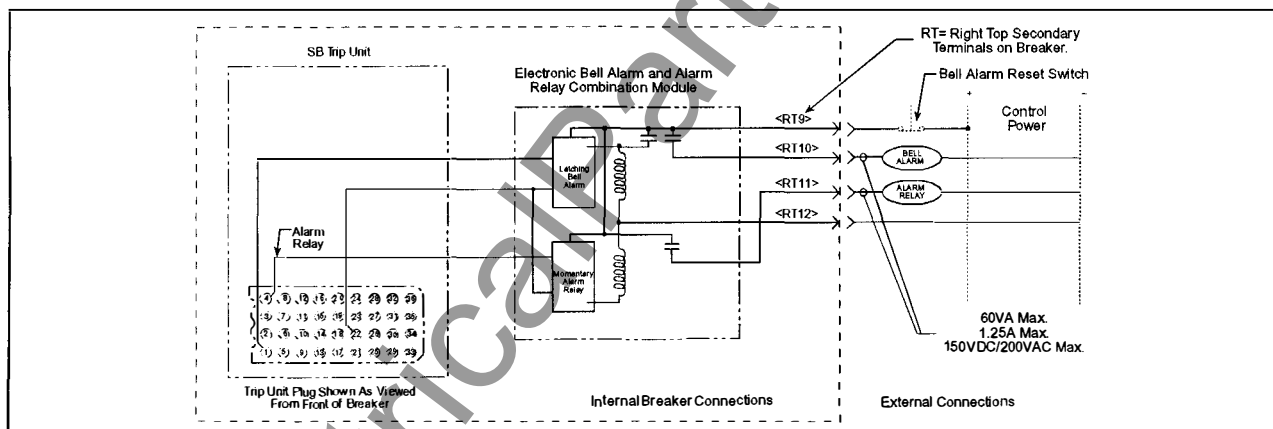 SB Trip Unit
RT= Right Top Secondary
Terminals on Breaker.
Bell Alarm Reset Switch
Electronic Bell Alarm and Alarm
Relay Combination Module
+
-
Control
Power
<RT9>
<RT10>
<RT11>
<RT12>
BELL
ALARM
ALARM
RELAY
Latching
Bell
Alarm
Momentary
Alarm
Relay
Alarm
Relay
60VA Max.
1.25A Max.
150VDC/200VAC Max.
Trip Unit Plug Shown As Viewed
From Front of Breaker
Internal Breaker Connections
External Connections
ricalPart